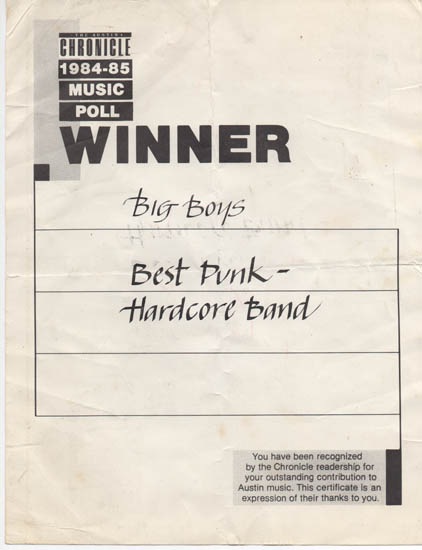 THE AUSTIN
CHRONICLE
1984-85
MUSIC
POLL
WINNER
Big Boys
Best Punk -
Hardcore Band
You have been recognized
by the Chronicle readership for
your outstanding contribution to
Austin music. This certificate is an
expression of their thanks to you.